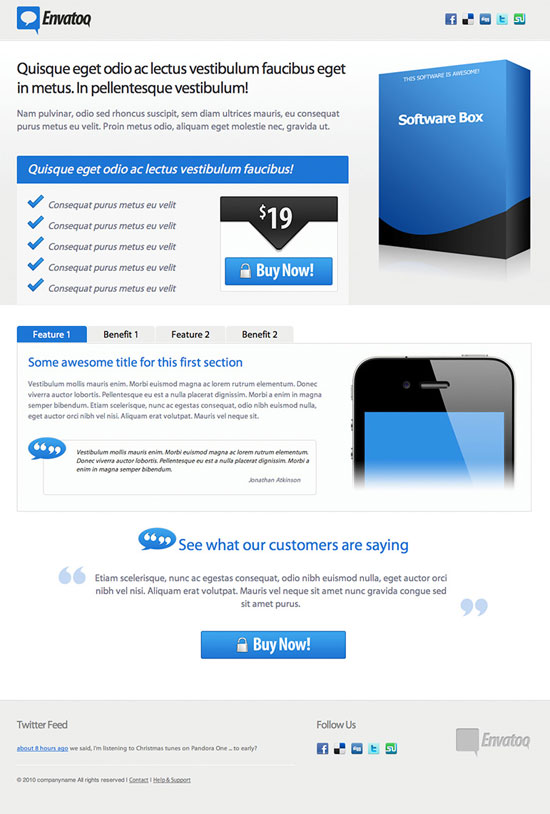 Envatoo
Quisque eget odio ac lectus vestibulum faucibus eget
in metus. In pellentesque vestibulum!
Nam pulvinar, odio sed rhoncus suscipit, sem diam ultrices mauris, eu consequat
purus metus eu velit. Proin metus odio, aliquam eget molestie nec, gravida ut.
THIS SOFTWARE IS AWESOME!
Software Box
Quisque eget odio ac lectus vestibulum faucibus!
Consequat purus metus eu velit
Consequat purus metus eu velit
Consequat purus metus eu velit
Consequat purus metus eu velit
Consequat purus metus eu velit
$19
Buy Now!
Feature 1 Benefit 1 Feature 2 Benefit 2
Some awesome title for this first section
Vestibulum mollis mauris enim. Morbi euismod magna ac lorem rutrum elementum. Donec
viverra auctor lobortis. Pellentesque eu est a nulla placerat dignissim. Morbi a enim in magna
semper bibendum. Etiam scelerisque, nunc ac egestas consequat, odio nibh euismod nulla,
eget auctor orci nibh vel nisi. Aliquam erat volutpat. Mauris vel neque sit.
Vestibulum mollis mauris enim. Morbi euismod magna ac lorem rutrum elementum.
Donec viverra auctor lobortis. Pellentesque eu est a nulla placerat dignissim. Morbi a
enim in magna semper bibendum.
Jonathan Atkinson
See what our customers are saying
Etiam scelerisque, nunc ac egestas consequat, odio nibh euismod nulla, eget auctor orci
nibh vel nisi. Aliquam erat volutpat. Mauris vel neque sit amet nunc gravida congue sed
sit amet purus.
Buy Now!
Twitter Feed
about 8 hours ago we said, I'm listening to Christmas tunes on Pandora One ... to early?
Follow Us
Envatoo
© 2010 companyname All rights reserved | Contact | Help & Support